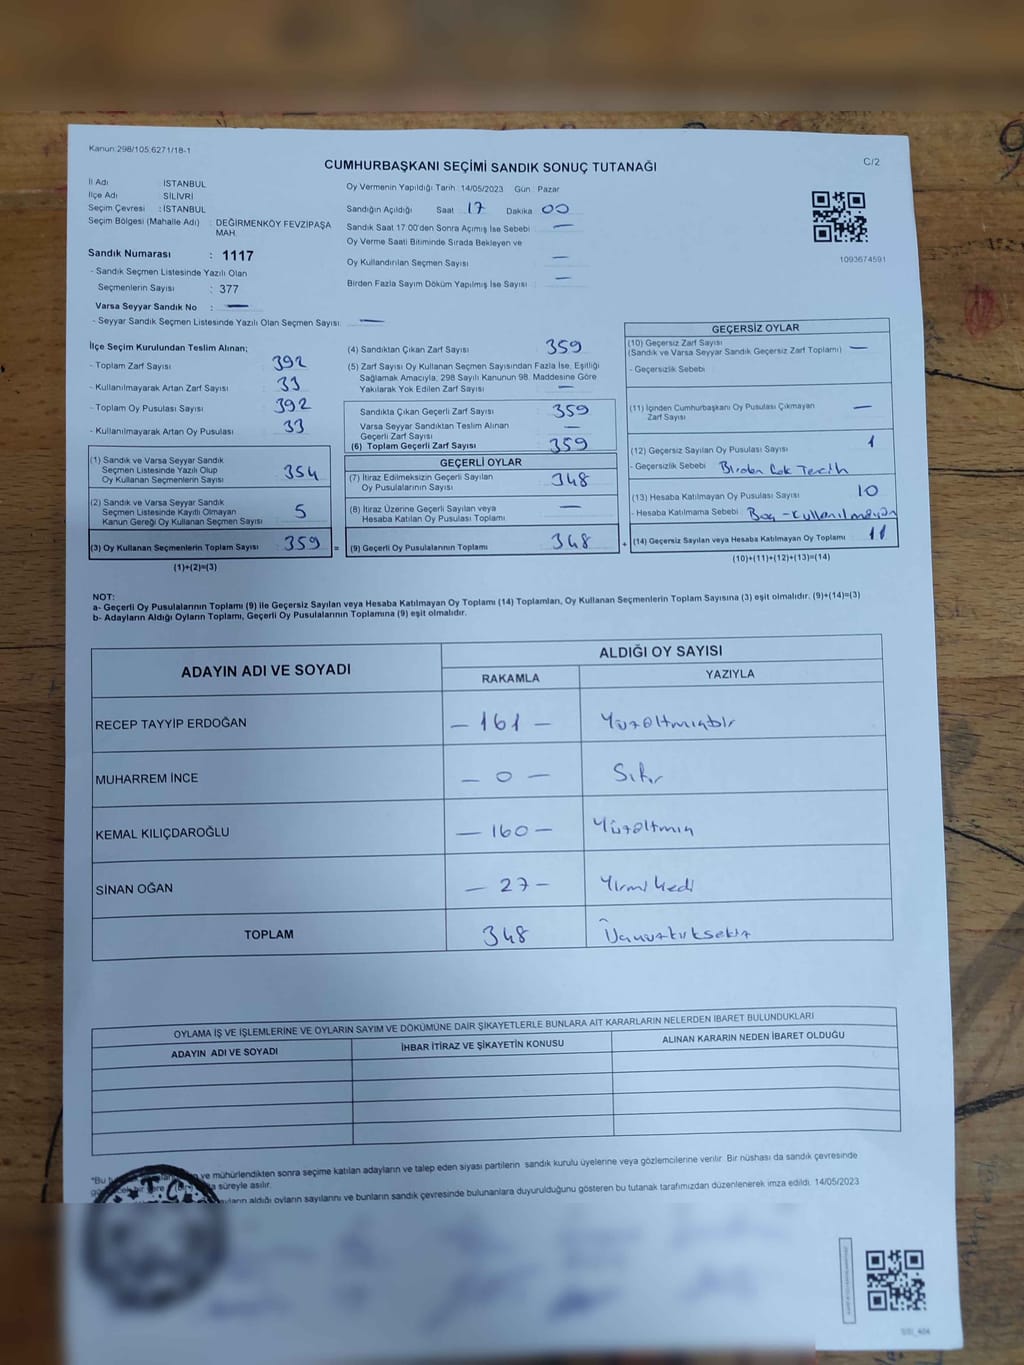 Kanun:298/105,6271/18-1
CUMHURBAŞKANI SEÇİMİ SANDIK SONUÇ TUTANAĞI
C/2
İl Adı : İSTANBUL
İlçe Adı : SİLİVRİ
Seçim Çevresi : İSTANBUL
Seçim Bölgesi (Mahalle Adı) : DEĞİRMENKÖY FEVZİPAŞA MAH.
Sandık Numarası : 1117
- Sandık Seçmen Listesinde Yazılı Olan
Seçmenlerin Sayısı : 377
Varsa Seyyar Sandık No : —
- Seyyar Sandık Seçmen Listesinde Yazılı Olan Seçmen Sayısı: —
Oy Vermenin Yapıldığı Tarih : 14/05/2023 Gün : Pazar
Sandığın Açıldığı Saat 17 Dakika 00
Sandık Saat 17:00'den Sonra Açımış İse Sebebi —
Oy Verme Saati Bitiminde Sırada Bekleyen ve
Oy Kullandırılan Seçmen Sayısı —
Birden Fazla Sayım Döküm Yapılmış İse Sayısı : —
1093674591
İlçe Seçim Kurulundan Teslim Alınan;
- Toplam Zarf Sayısı : 392
- Kullanılmayarak Artan Zarf Sayısı : 33
- Toplam Oy Pusulası Sayısı : 392
- Kullanılmayarak Artan Oy Pusulası : 33
(1) Sandık ve Varsa Seyyar Sandık
Seçmen Listesinde Yazılı Olup
Oy Kullanan Seçmenlerin Sayısı : 354
(2) Sandık ve Varsa Seyyar Sandık
Seçmen Listesinde Kayıtlı Olmayan
Kanun Gereği Oy Kullanan Seçmen Sayısı : 5
(3) Oy Kullanan Seçmenlerin Toplam Sayısı : 359 =
(1)+(2)=(3)
(4) Sandıktan Çıkan Zarf Sayısı : 359
(5) Zarf Sayısı Oy Kullanan Seçmen Sayısından Fazla İse, Eşitliği
Sağlamak Amacıyla, 298 Sayılı Kanunun 98. Maddesine Göre
Yakılarak Yok Edilen Zarf Sayısı : —
Sandıkta Çıkan Geçerli Zarf Sayısı : 359
Varsa Seyyar Sandıktan Teslim Alınan
Geçerli Zarf Sayısı : —
(6) Toplam Geçerli Zarf Sayısı : 359
GEÇERLİ OYLAR
(7) İtiraz Edilmeksizin Geçerli Sayılan
Oy Pusulalarının Sayısı : 348
(8) İtiraz Üzerine Geçerli Sayılan veya
Hesaba Katılan Oy Pusulası Toplamı : —
(9) Geçerli Oy Pusulalarının Toplamı : 348 +
GEÇERSİZ OYLAR
(10) Geçersiz Zarf Sayısı
(Sandık ve Varsa Seyyar Sandık Geçersiz Zarf Toplamı) —
- Geçersizlik Sebebi
(11) İçinden Cumhurbaşkanı Oy Pusulası Çıkmayan
Zarf Sayısı —
(12) Geçersiz Sayılan Oy Pusulası Sayısı 1
- Geçersizlik Sebebi Birden Çok Tercih
(13) Hesaba Katılmayan Oy Pusulası Sayısı 10
- Hesaba Katılmama Sebebi : Boş - Kullanılmayan
(14) Geçersiz Sayılan veya Hesaba Katılmayan Oy Toplamı 11
(10)+(11)+(12)+(13)=(14)
NOT:
a- Geçerli Oy Pusulalarının Toplamı (9) ile Geçersiz Sayılan veya Hesaba Katılmayan Oy Toplamı (14) Toplamları, Oy Kullanan Seçmenlerin Toplam Sayısına (3) eşit olmalıdır. (9)+(14)=(3)
b- Adayların Aldığı Oyların Toplamı, Geçerli Oy Pusulalarının Toplamına (9) eşit olmalıdır.
ADAYIN ADI VE SOYADI
ALDIĞI OY SAYISI
RAKAMLA YAZIYLA
RECEP TAYYİP ERDOĞAN — 161 — Yüzaltmışbir
MUHARREM İNCE — 0 — Sıfır
KEMAL KILIÇDAROĞLU — 160 — Yüzaltmış
SİNAN OĞAN — 27 — Yirmi Yedi
TOPLAM 348 Üçyüzkırksekiz
OYLAMA İŞ VE İŞLEMLERİNE VE OYLARIN SAYIM VE DÖKÜMÜNE DAİR ŞİKAYETLERLE BUNLARA AİT KARARLARIN NELERDEN İBARET BULUNDUKLARI
ADAYIN ADI VE SOYADI İHBAR İTİRAZ VE ŞİKAYETİN KONUSU ALINAN KARARIN NEDEN İBARET OLDUĞU
*Bu ve mühürlendikten sonra seçime katılan adayların ve talep eden siyasi partilerin sandık kurulu üyelerine veya gözlemcilerine verilir. Bir nüshası da sandık çevresinde
süreyle asılır.
aldığı oyların sayılarını ve bunların sandık çevresinde bulunanlara duyurulduğunu gösteren bu tutanak tarafımızdan düzenlenerek imza edildi. 14/05/2023
T.C.